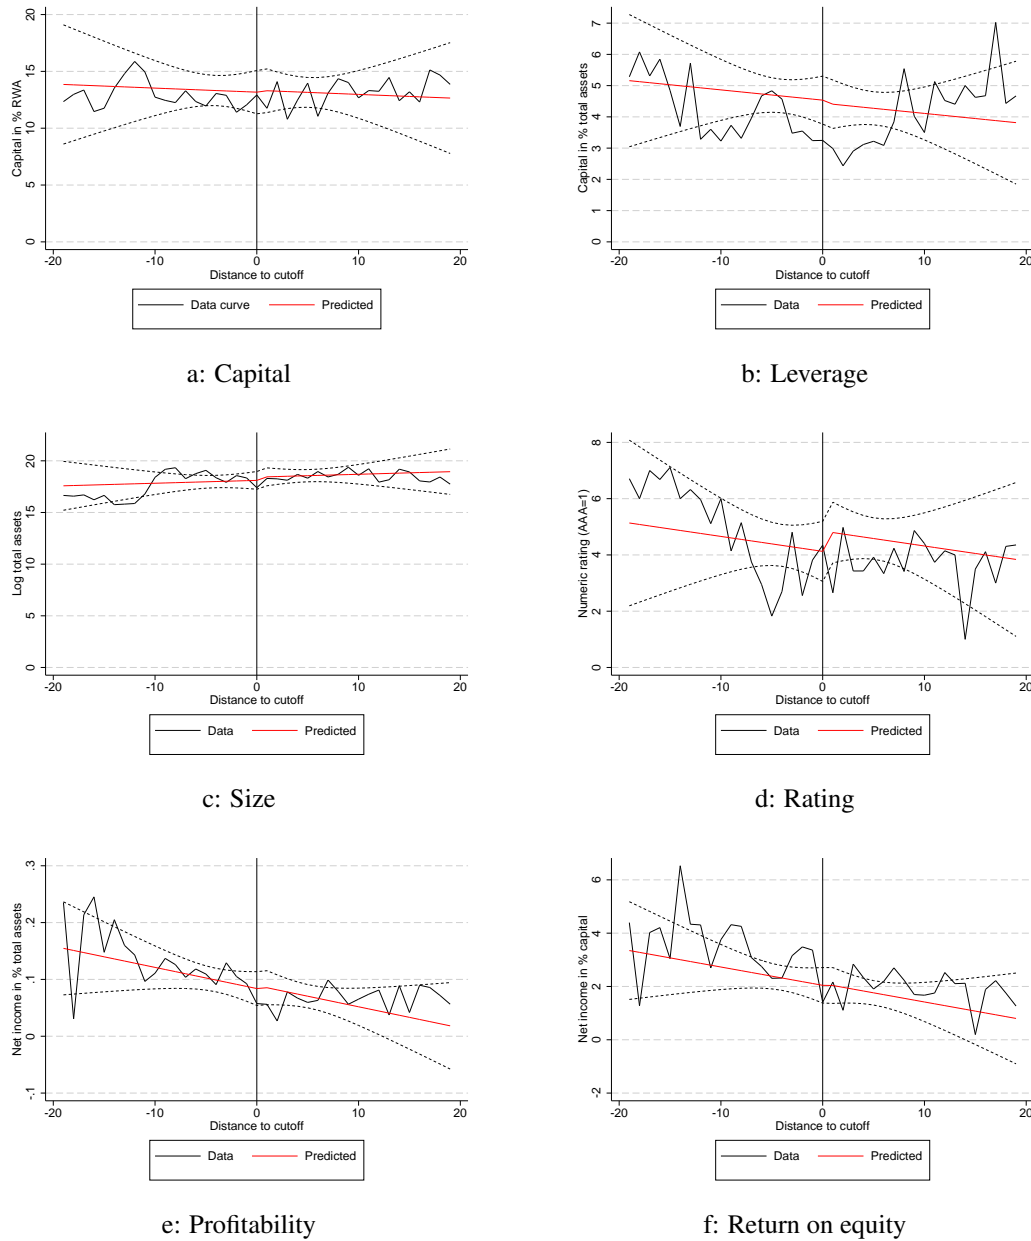 20
15
10
5
0
Capital in % RWA
-20 -10 0 10 20
Distance to cutoff
Data curve Predicted
a: Capital
7
6
5
4
3
2
1
0
Capital in % total assets
-20 -10 0 10 20
Distance to cutoff
Data Predicted
b: Leverage
20
15
10
5
0
Log total assets
-20 -10 0 10 20
Distance to cutoff
Data Predicted
c: Size
8
6
4
2
0
Numeric rating (AAA=1)
-20 -10 0 10 20
Distance to cutoff
Data Predicted
d: Rating
.3
.2
.1
0
-.1
Net income in % total assets
-20 -10 0 10 20
Distance to cutoff
Data Predicted
e: Profitability
6
4
2
0
-2
Net income in % capital
-20 -10 0 10 20
Distance to cutoff
Data Predicted
f: Return on equity